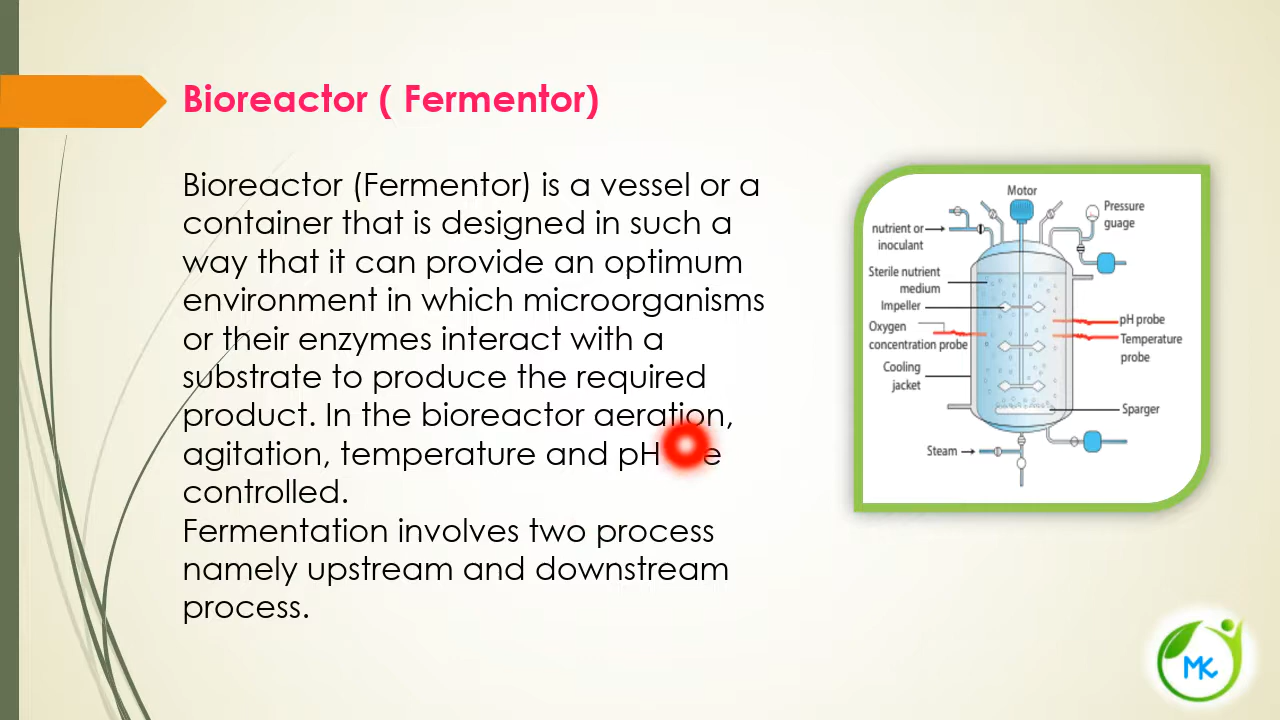 Bioreactor ( Fermentor)
Bioreactor (Fermentor) is a vessel or a
container that is designed in such a
way that it can provide an optimum
environment in which microorganisms
or their enzymes interact with a
substrate to produce the required
product. In the bioreactor aeration,
agitation, temperature and pH
controlled.
Fermentation involves two process
namely upstream and downstream
process.
Motor
Pressure
guage
nutrient or
inoculant
Sterile nutrient
medium
Impeller
Oxygen
concentration probe
Cooling
jacket
Steam
pH probe
Temperature
probe
Sparger
MK